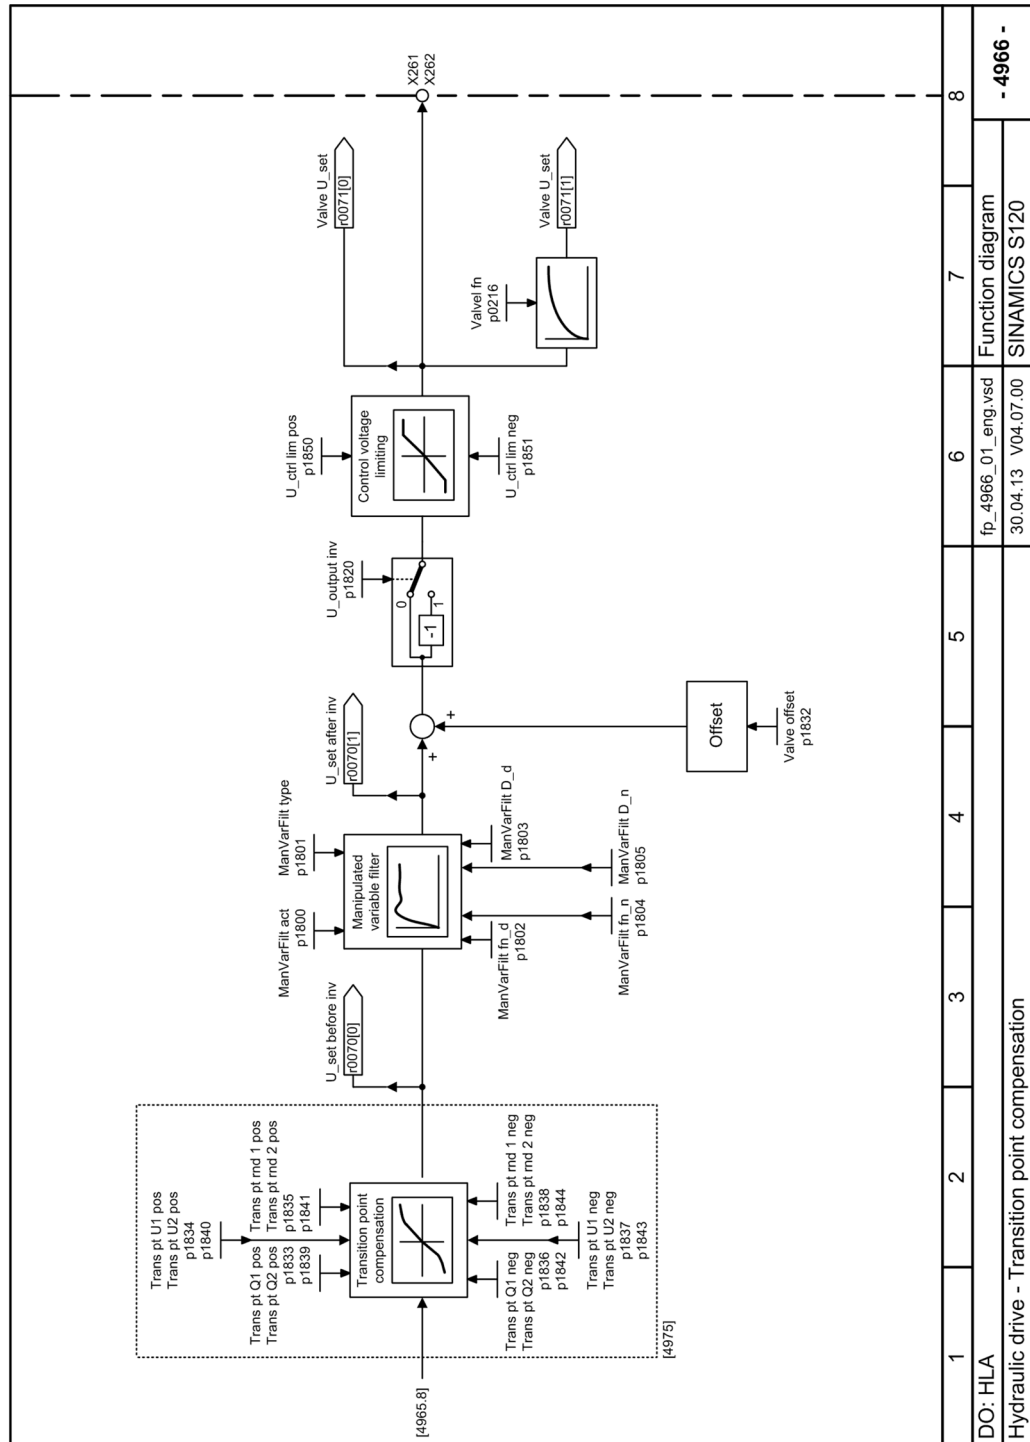 [4965.8]
[4975]
Trans pt U1 pos
Trans pt U2 pos
p1834
p1840
Trans pt Q1 pos
Trans pt Q2 pos
p1833
p1839
Trans pt rnd 1 pos
Trans pt rnd 2 pos
p1835
p1841
Transition point
compensation
Trans pt Q1 neg
Trans pt Q2 neg
p1836
p1842
Trans pt rnd 1 neg
Trans pt rnd 2 neg
p1838
p1844
Trans pt U1 neg
Trans pt U2 neg
p1837
p1843
U_set before inv
r0070[0]
ManVarFilt act
p1800
ManVarFilt type
p1801
Manipulated
variable filter
ManVarFilt fn_d
p1802
ManVarFilt D_d
p1803
ManVarFilt fn_n
p1804
ManVarFilt D_n
p1805
U_set after inv
r0070[1]
+
+
Offset
Valve offset
p1832
U_output inv
p1820
0
-1
1
U_ctrl lim pos
p1850
Control voltage
limiting
U_ctrl lim neg
p1851
Valve U_set
r0071[0]
Valvel fn
p0216
Valve U_set
r0071[1]
X261
X262
1 2 3 4 5 6 7 8
DO: HLA
fp_4966_01_eng.vsd
Function diagram
- 4966 -
Hydraulic drive - Transition point compensation
30.04.13 V04.07.00
SINAMICS S120